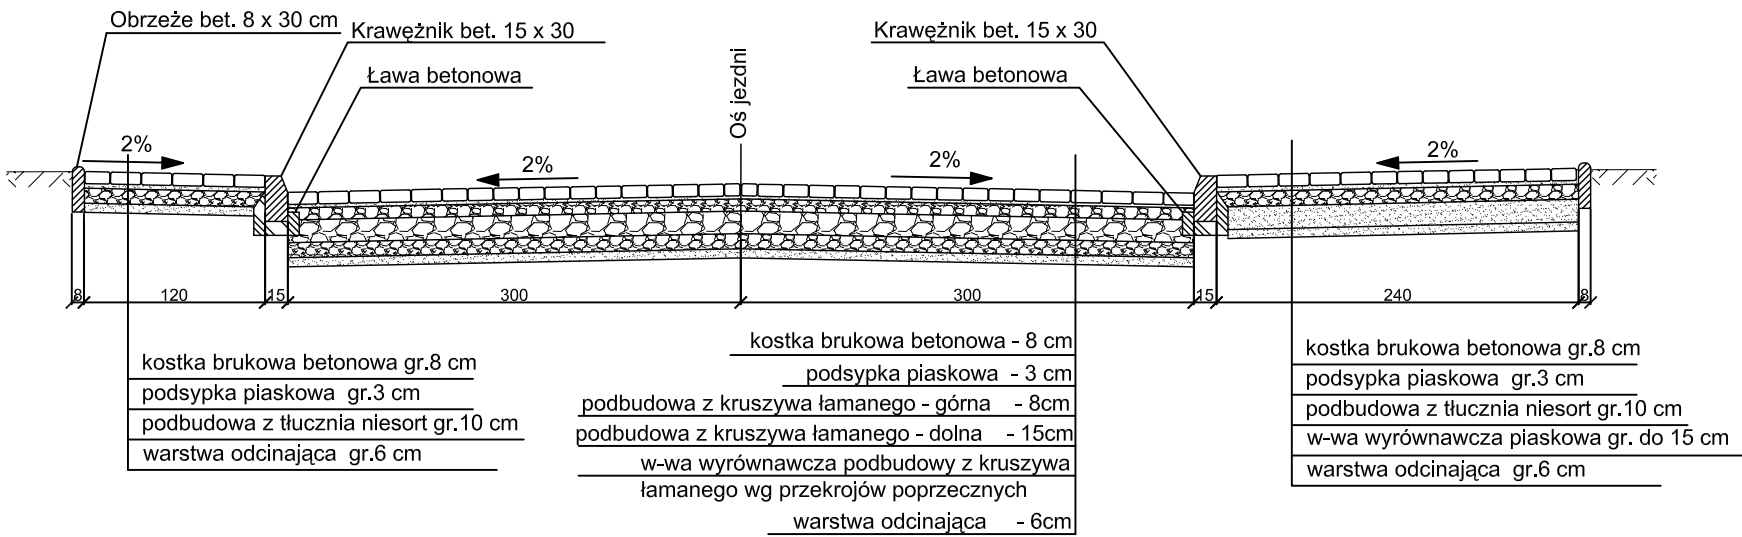 Obrzeże bet. 8 x 30 cm
Krawężnik bet. 15 x 30
Ława betonowa
Oś jezdni
Krawężnik bet. 15 x 30
Ława betonowa
2%
2%
2%
2%
8
120
15
300
300
15
240
8
kostka brukowa betonowa gr.8 cm
podsypka piaskowa gr.3 cm
podbudowa z tłucznia niesort gr.10 cm
warstwa odcinająca gr.6 cm
kostka brukowa betonowa - 8 cm
podsypka piaskowa - 3 cm
podbudowa z kruszywa łamanego - górna - 8cm
podbudowa z kruszywa łamanego - dolna - 15cm
w-wa wyrównawcza podbudowy z kruszywa
łamanego wg przekrojów poprzecznych
warstwa odcinająca - 6cm
kostka brukowa betonowa gr.8 cm
podsypka piaskowa gr.3 cm
podbudowa z tłucznia niesort gr.10 cm
w-wa wyrównawcza piaskowa gr. do 15 cm
warstwa odcinająca gr.6 cm